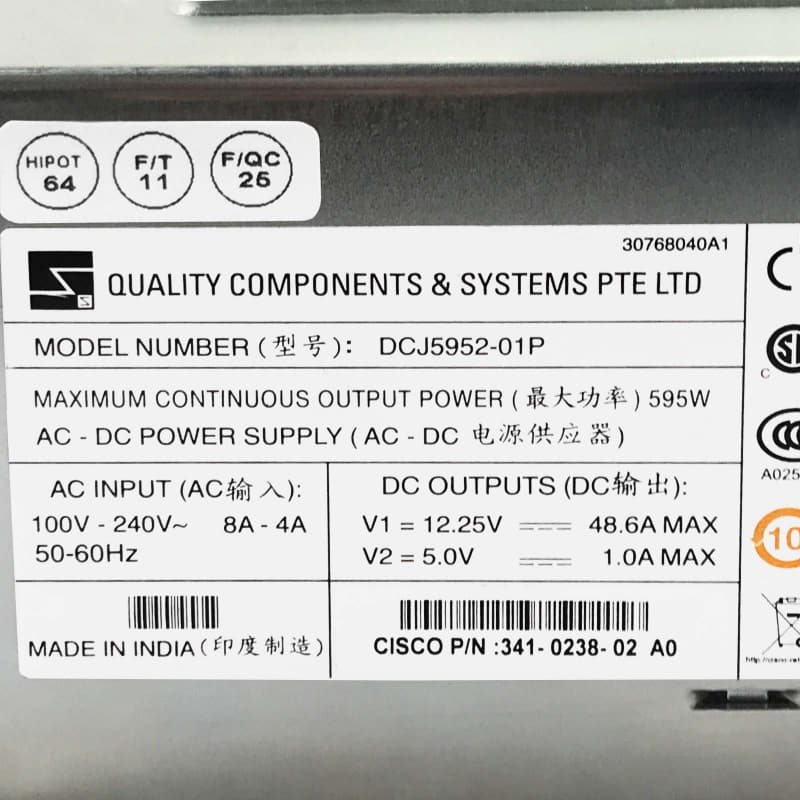 HIPOT
64
F/T
11
F/QC
25
30768040A1
QUALITY COMPONENTS & SYSTEMS PTE LTD
MODEL NUMBER (型号): DCJ5952-01P
MAXIMUM CONTINUOUS OUTPUT POWER (最大功率) 595W
AC - DC POWER SUPPLY (AC - DC 电源供应器)
AC INPUT (AC输入):
100V - 240V~ 8A - 4A
50-60Hz
DC OUTPUTS (DC输出):
V1 = 12.25V 48.6A MAX
V2 = 5.0V 1.0A MAX
MADE IN INDIA (印度制造)
CISCO P/N :341- 0238- 02 A0
C
A025
10